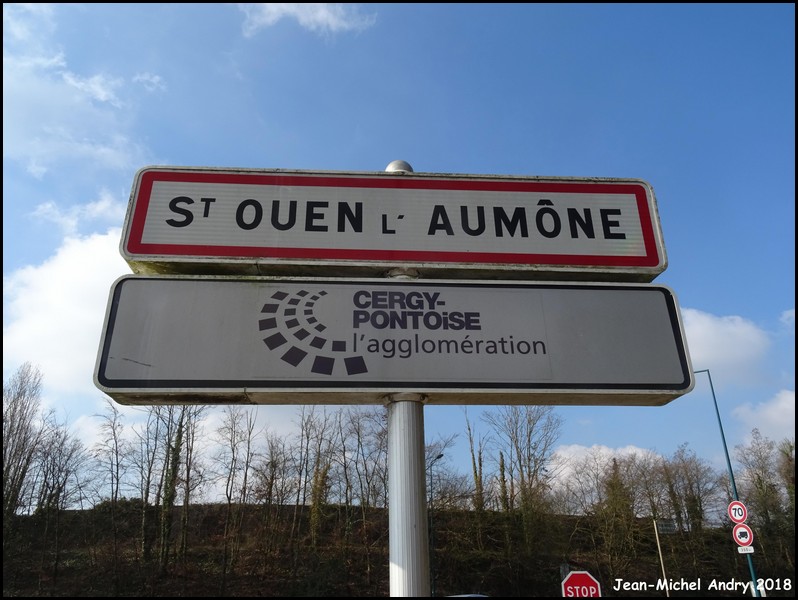 ST OUEN L' AUMÔNE
CERGY-
PONTOiSE
l'agglomération
70
STOP
Jean-Michel Andry 2018